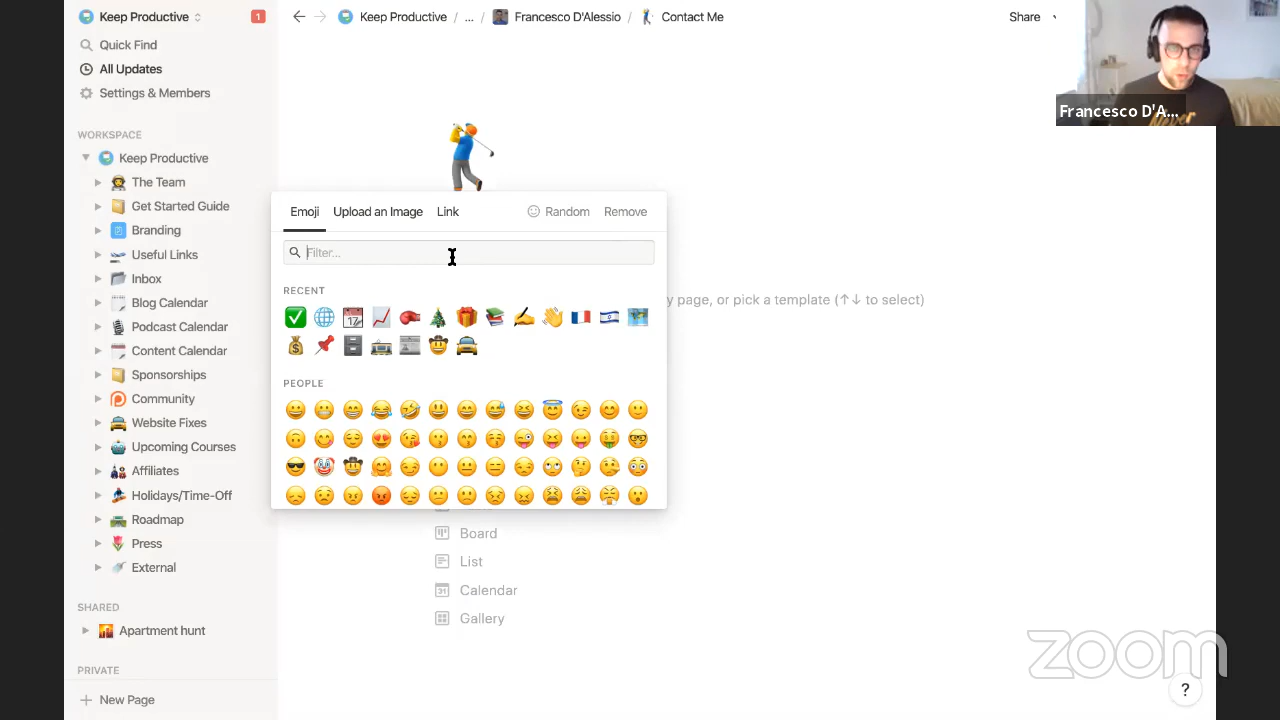 Keep Productive
1
Keep Productive / ... / Francesco D'Alessio / Contact Me
Share
Quick Find
All Updates
Settings & Members
Francesco D'A...
WORKSPACE
Keep Productive
The Team
Get Started Guide
Branding
Useful Links
Inbox
Blog Calendar
Podcast Calendar
Content Calendar
Sponsorships
Community
Website Fixes
Upcoming Courses
Affiliates
Holidays/Time-Off
Roadmap
Press
External
SHARED
Apartment hunt
PRIVATE
New Page
Emoji
Upload an Image
Link
Random
Remove
Filter...
RECENT
17
PEOPLE
y page, or pick a template (↑↓ to select)
Board
List
31
Calendar
Gallery
zoom
?